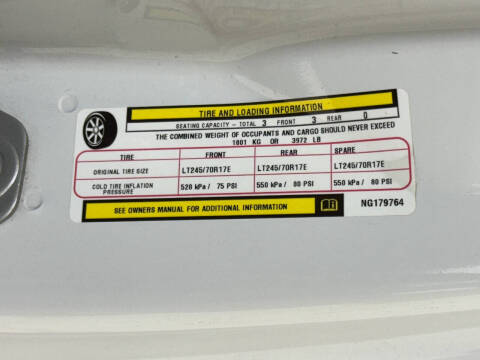 TIRE AND LOADING INFORMATION
SEATING CAPACITY – TOTAL 3 FRONT 3 REAR 0
THE COMBINED WEIGHT OF OCCUPANTS AND CARGO SHOULD NEVER EXCEED
1801 KG OR 3972 LB
TIRE FRONT REAR SPARE
ORIGINAL TIRE SIZE LT245/70R17E LT245/70R17E LT245/70R17E
COLD TIRE INFLATION PRESSURE 520 kPa / 75 PSI 550 kPa / 80 PSI 550 kPa / 80 PSI
SEE OWNERS MANUAL FOR ADDITIONAL INFORMATION NG179764